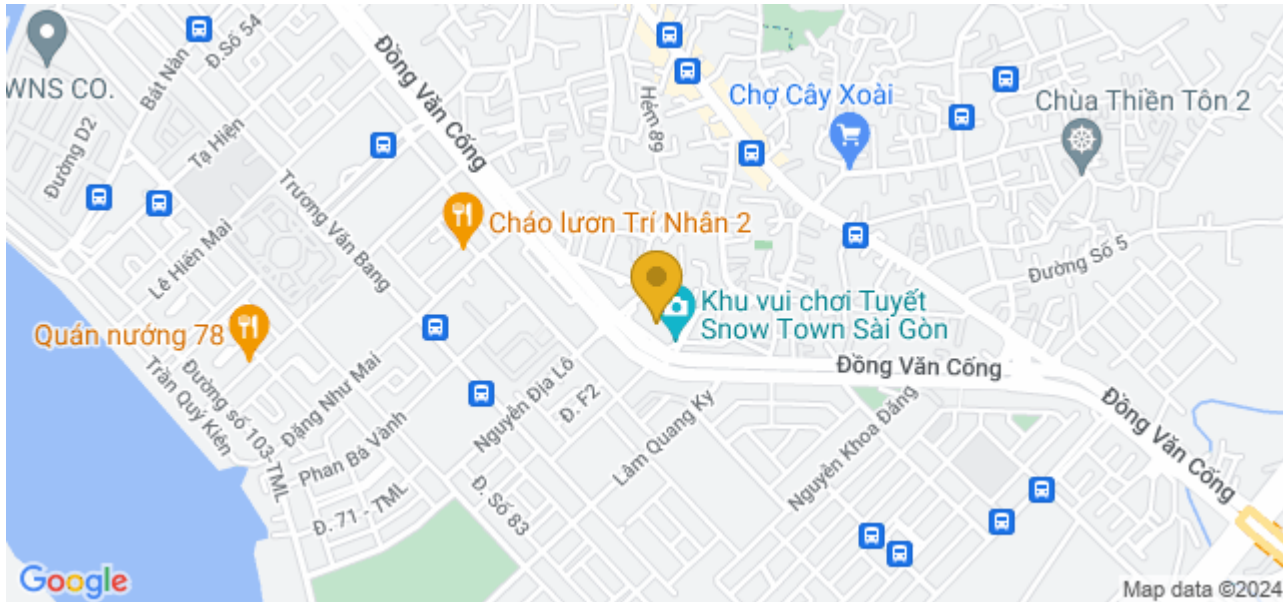 Bát Nàn
Đ.Số 54
Đồng Văn Cống
WNS CO.
Hẻm 89
Chợ Cây Xoài
Chùa Thiền Tôn 2
Đường D2
Tạ Hiện
Trương Văn Bang
Cháo lươn Trí Nhân 2
Lê Hiến Mai
Đường Số 5
Khu vui chơi Tuyết
Snow Town Sài Gòn
Quán nướng 78
Đồng Văn Cống
Trần Quý Kiên
Đường số 103-TML
Đặng Như Mai
Phan Bá Vành
Nguyễn Địa Lô
Đ. F2
Lâm Quang Ky
Nguyễn Khoa Đăng
Đồng Văn Cống
Đ. 71 - TML
Đ. Số 83
Google
Map data ©2024